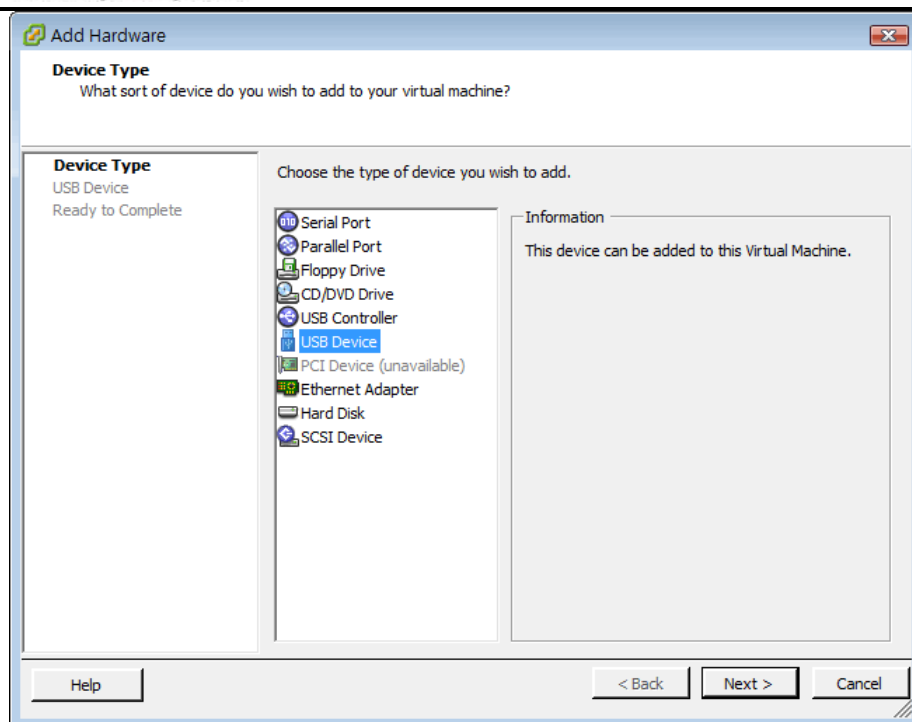 Add Hardware
Device Type
What sort of device do you wish to add to your virtual machine?
Device Type
USB Device
Ready to Complete
Choose the type of device you wish to add.
Serial Port
Parallel Port
Floppy Drive
CD/DVD Drive
USB Controller
USB Device
PCI Device (unavailable)
Ethernet Adapter
Hard Disk
SCSI Device
Information
This device can be added to this Virtual Machine.
Help
< Back
Next >
Cancel